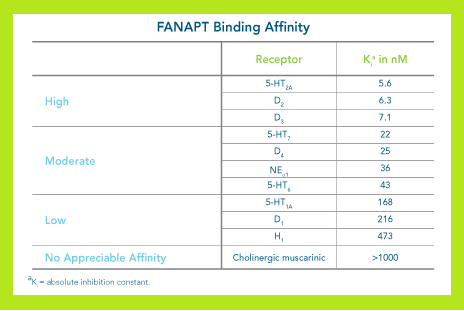 FANAPT Binding Affinity
Receptor Kᵢᵃ in nM
High
5-HT₂A 5.6
D₂ 6.3
D₃ 7.1
Moderate
5-HT₇ 22
D₄ 25
NEα₁ 36
5-HT₆ 43
Low
5-HT₁A 168
D₁ 216
H₁ 473
No Appreciable Affinity Cholinergic muscarinic >1000
ᵃKᵢ = absolute inhibition constant.